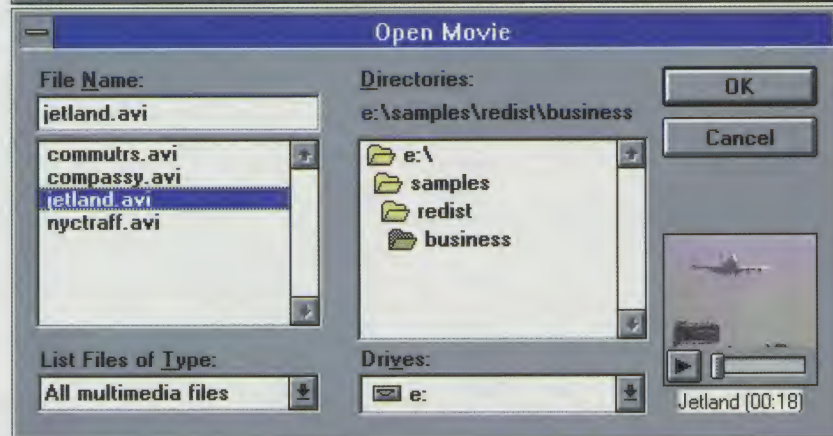 Open Movie
File Name:
jetland.avi
commutrs.avi
compassy.avi
jetland.avi
nyctraff.avi
List Files of Type:
All multimedia files
Directories:
e:\samples\redist\business
e:\
samples
redist
business
Drives:
e:
OK
Cancel
Jetland (00:18)